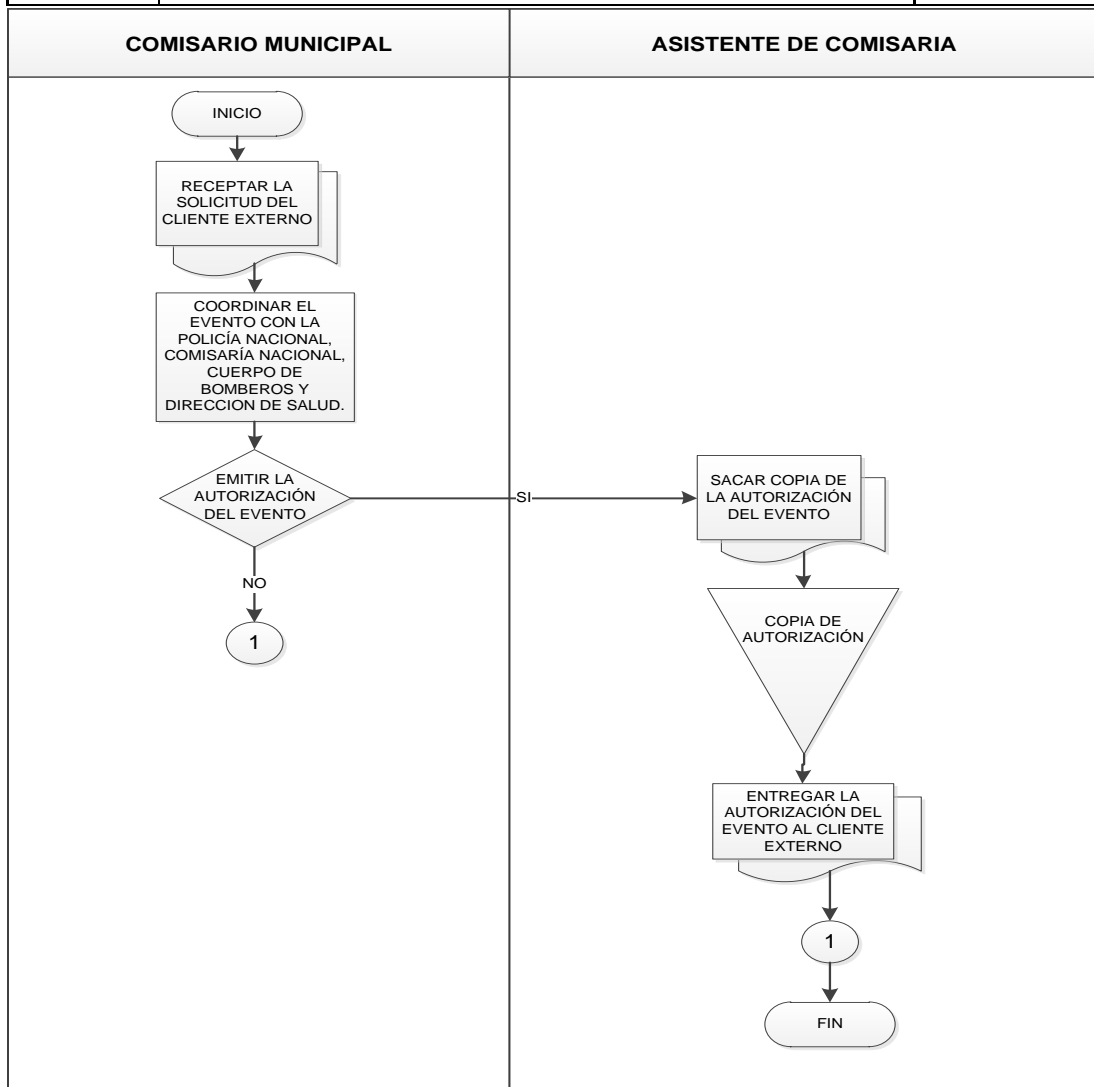 COMISARIO MUNICIPAL
ASISTENTE DE COMISARIA
INICIO
RECEPTAR LA
SOLICITUD DEL
CLIENTE EXTERNO
COORDINAR EL
EVENTO CON LA
POLICÍA NACIONAL,
COMISARÍA NACIONAL,
CUERPO DE
BOMBEROS Y
DIRECCION DE SALUD.
EMITIR LA
AUTORIZACIÓN
DEL EVENTO
SI
NO
1
SACAR COPIA DE
LA AUTORIZACIÓN
DEL EVENTO
COPIA DE
AUTORIZACIÓN
ENTREGAR LA
AUTORIZACIÓN DEL
EVENTO AL CLIENTE
EXTERNO
1
FIN